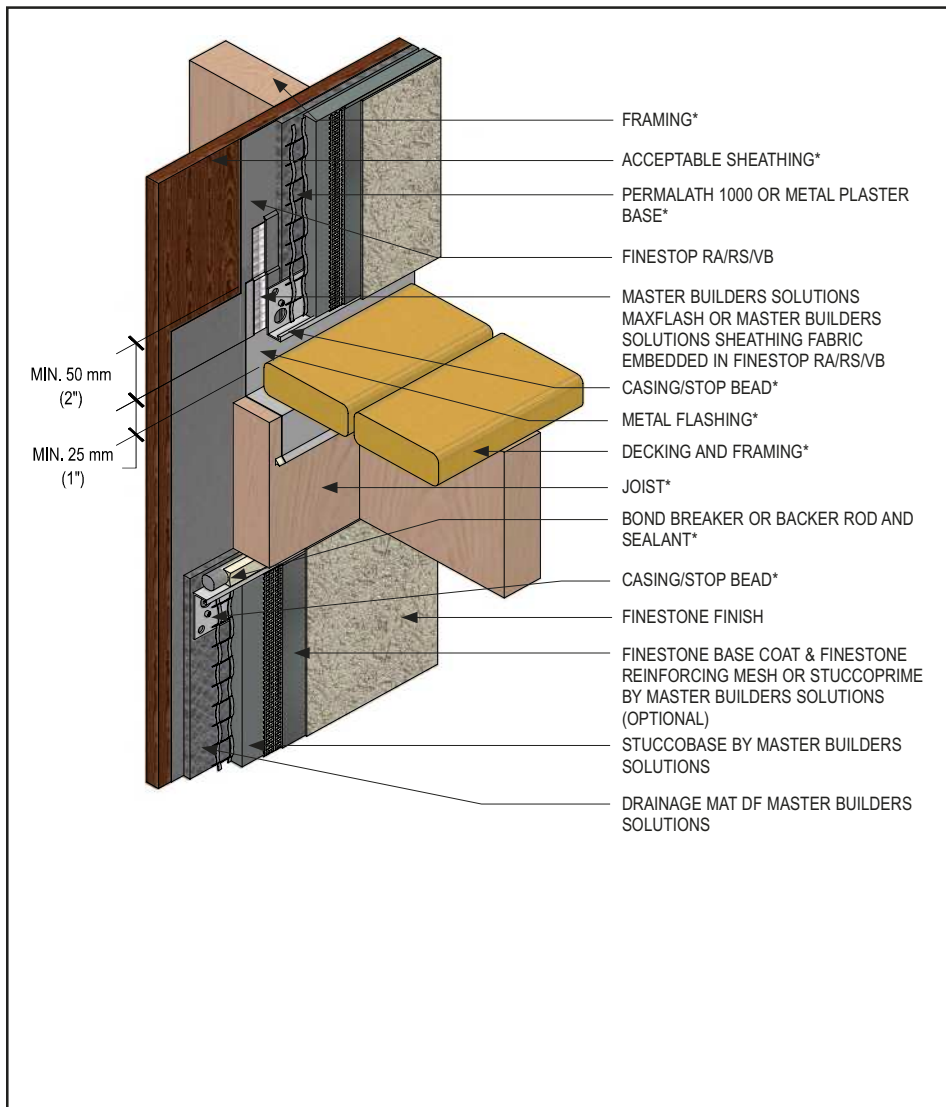 FRAMING*
ACCEPTABLE SHEATHING*
PERMALATH 1000 OR METAL PLASTER
BASE*
FINESTOP RA/RS/VB
MASTER BUILDERS SOLUTIONS
MAXFLASH OR MASTER BUILDERS
SOLUTIONS SHEATHING FABRIC
EMBEDDED IN FINESTOP RA/RS/VB
CASING/STOP BEAD*
METAL FLASHING*
DECKING AND FRAMING*
JOIST*
BOND BREAKER OR BACKER ROD AND
SEALANT*
CASING/STOP BEAD*
FINESTONE FINISH
FINESTONE BASE COAT & FINESTONE
REINFORCING MESH OR STUCCOPRIME
BY MASTER BUILDERS SOLUTIONS
(OPTIONAL)
STUCCOBASE BY MASTER BUILDERS
SOLUTIONS
DRAINAGE MAT DF MASTER BUILDERS
SOLUTIONS
MIN. 50 mm
(2")
MIN. 25 mm
(1")